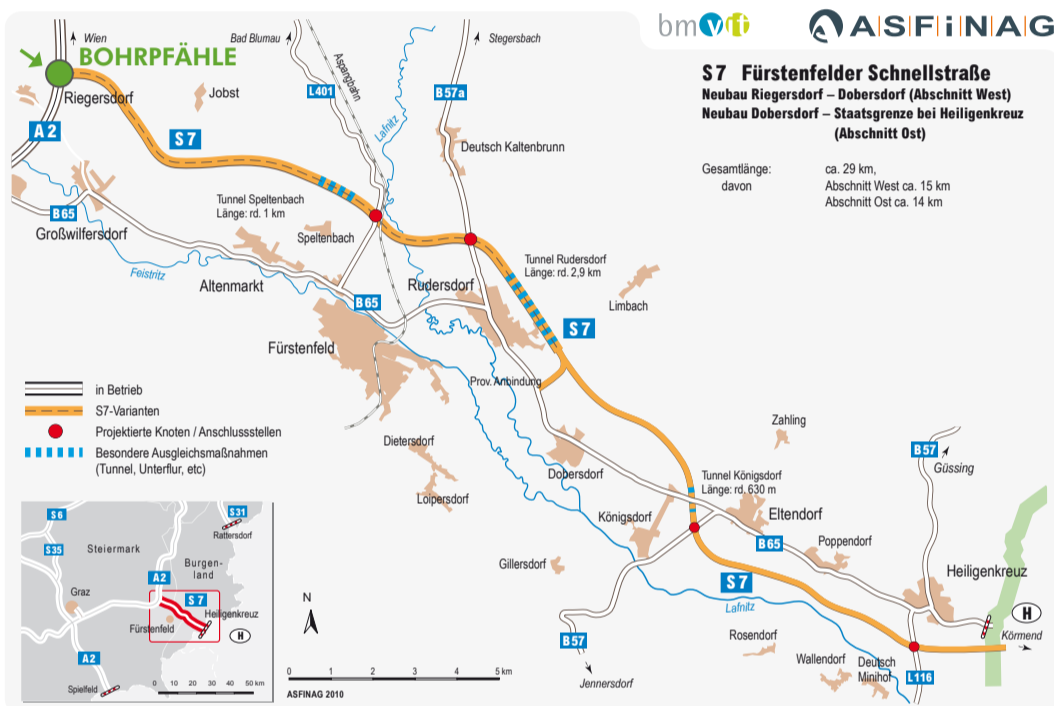 bmvit
ASFiNAG
S 7 Fürstenfelder Schnellstraße
Neubau Riegersdorf – Dobersdorf (Abschnitt West)
Neubau Dobersdorf – Staatsgrenze bei Heiligenkreuz
(Abschnitt Ost)
Gesamtlänge: ca. 29 km,
davon Abschnitt West ca. 15 km
Abschnitt Ost ca. 14 km
Wien
BOHRPFÄHLE
Riegersdorf
Jobst
A 2
S 7
Bad Blumau
Aspangbahn
L401
Lafnitz
Stegersbach
B57a
Deutsch Kaltenbrunn
B 65
Großwilfersdorf
Feistritz
Altenmarkt
Tunnel Speltenbach
Länge: rd. 1 km
Speltenbach
Tunnel Rudersdorf
Länge: rd. 2,9 km
Rudersdorf
Limbach
B65
S 7
Fürstenfeld
Prov. Anbindung
in Betrieb
S7-Varianten
Projektierte Knoten / Anschlussstellen
Besondere Ausgleichsmaßnahmen
(Tunnel, Unterflur, etc)
Dietersdorf
Loipersdorf
Dobersdorf
Zahling
B57
Güssing
Tunnel Königsdorf
Länge: rd. 630 m
Königsdorf
Eltendorf
B65
Poppendorf
Gillersdorf
S 7
Heiligenkreuz
Lafnitz
H
Körmend
Rosendorf
B57
Jennersdorf
Wallendorf
Deutsch
Minihof
L116
S6
S31
Rattersdorf
S35
Steiermark
Burgen-
land
A2
Graz
S 7
Heiligenkreuz
Fürstenfeld
H
A2
Spielfeld
0 10 20 30 40 50 km
N
0 1 2 3 4 5 km
ASFINAG 2010